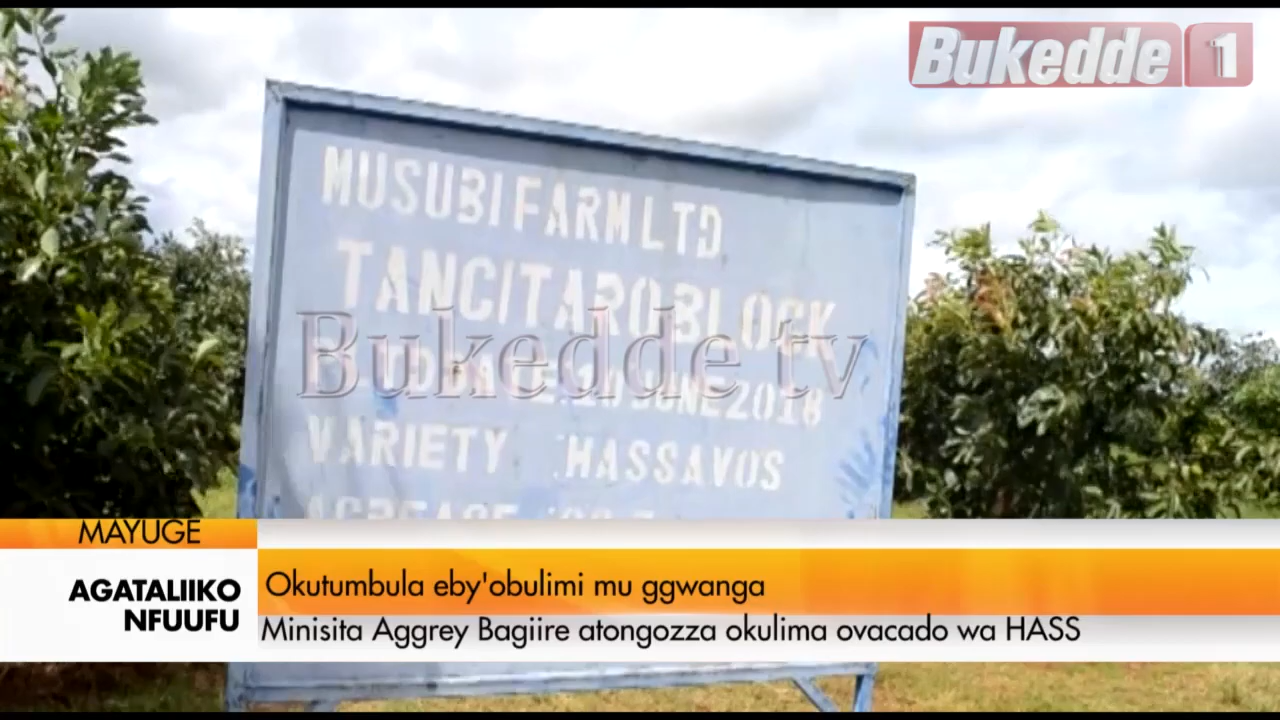 Bukedde 1
MUSUBI FARM LTD
TANCITARO BLOCK
Bukedde tv
JUNE 2018
VARIETY : HASSAVOS
MAYUGE
AGATALIIKO
NFUUFU
Okutumbula eby'obulimi mu ggwanga
Minisita Aggrey Bagiire atongozza okulima ovacado wa HASS